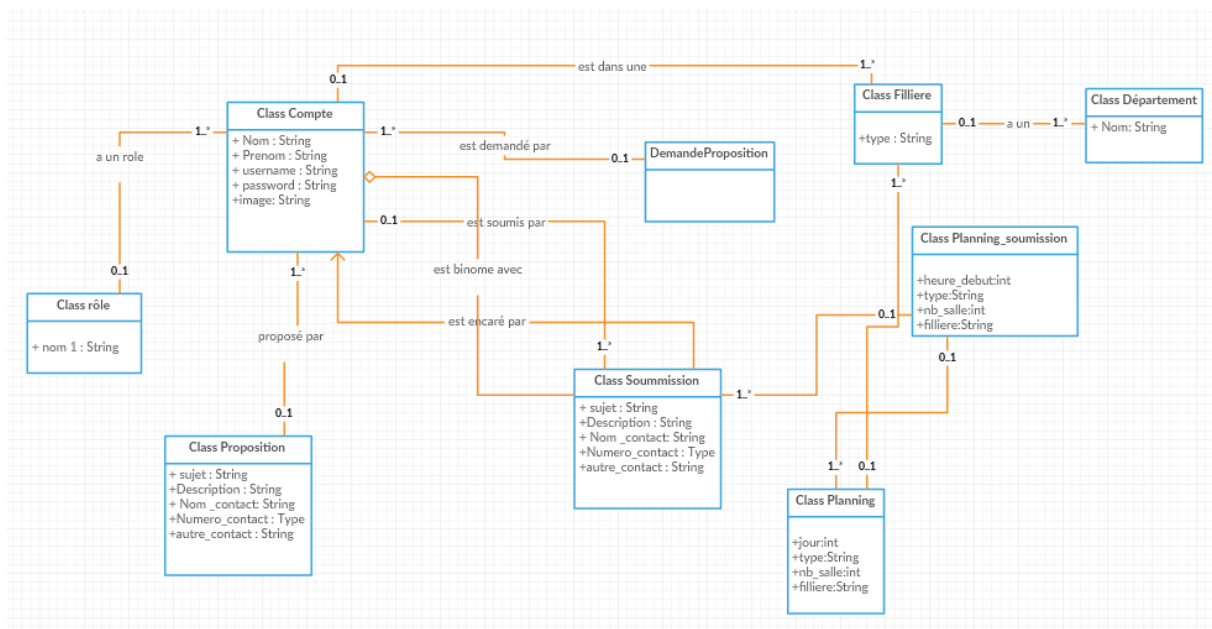 est dans une
1..*
0..1
Class Compte
+ Nom : String
+ Prenom : String
+ username : String
+ password : String
+image: String
1..*
a un role
0..1
Class rôle
+ nom 1 : String
1..*
est demandé par
0..1
DemandeProposition
Class Filliere
+type : String
0..1
a un
1..*
Class Département
+ Nom: String
0..1
est soumis par
1..*
est binome avec
est encaré par
1..*
proposé par
0..1
Class Proposition
+ sujet : String
+Description : String
+ Nom _contact: String
+Numero_contact : Type
+autre_contact : String
Class Soummission
+ sujet : String
+Description : String
+ Nom _contact: String
+Numero_contact : Type
+autre_contact : String
1..*
0..1
1..*
Class Planning_soumission
+heure_debut:int
+type:String
+nb_salle:int
+filliere:String
0..1
1..*
0..1
Class Planning
+jour:int
+type:String
+nb_salle:int
+filliere:String